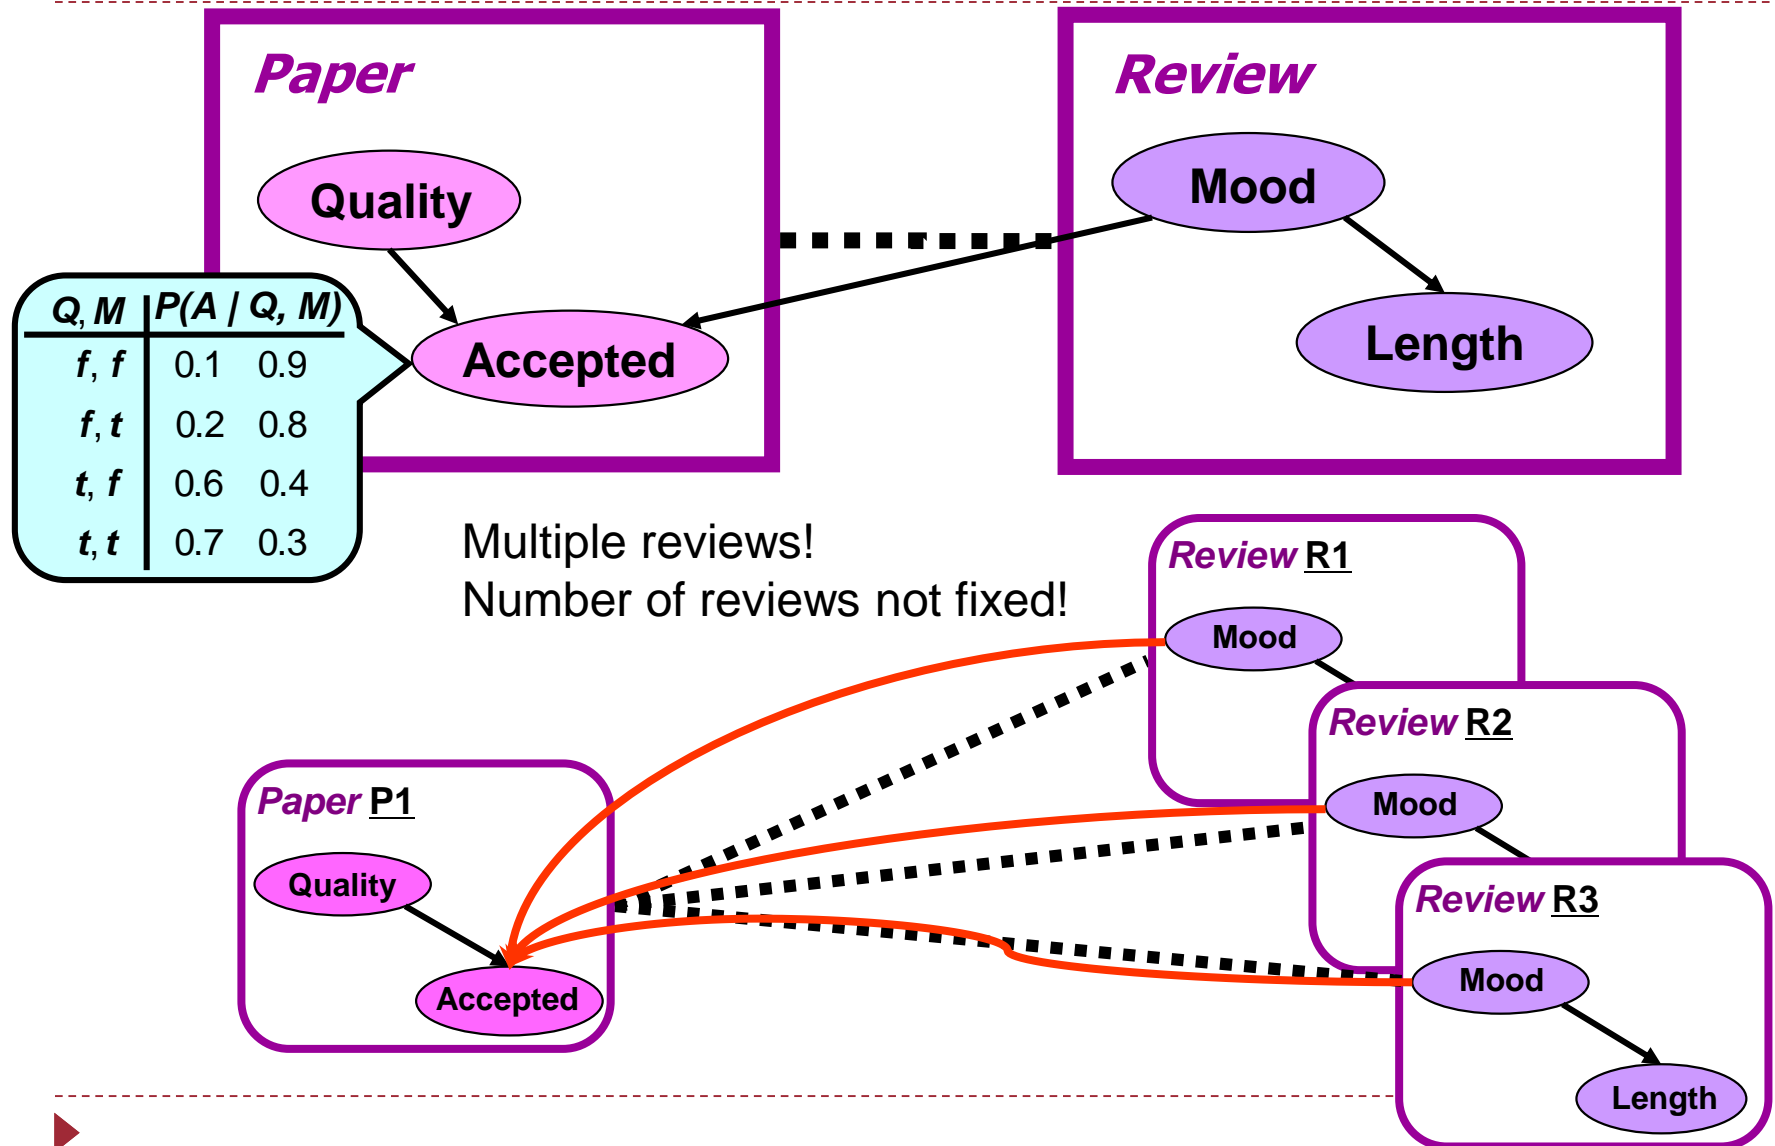 Paper
Review
Quality
Mood
Accepted
Length
Q, M P(A | Q, M)
f, f 0.1 0.9
f, t 0.2 0.8
t, f 0.6 0.4
t, t 0.7 0.3
Multiple reviews!
Number of reviews not fixed!
Review R1
Mood
Review R2
Mood
Paper P1
Quality
Accepted
Review R3
Mood
Length